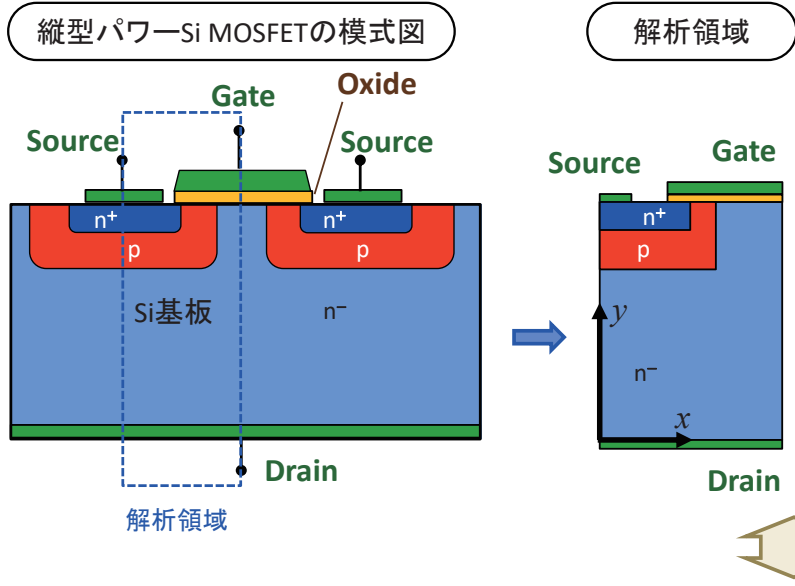 縦型パワーSi MOSFETの模式図
解析領域
Oxide
Gate
Source
Source
n+
n+
p
p
Si基板
n−
Drain
解析領域
Gate
Source
n+
p
y
n−
x
Drain